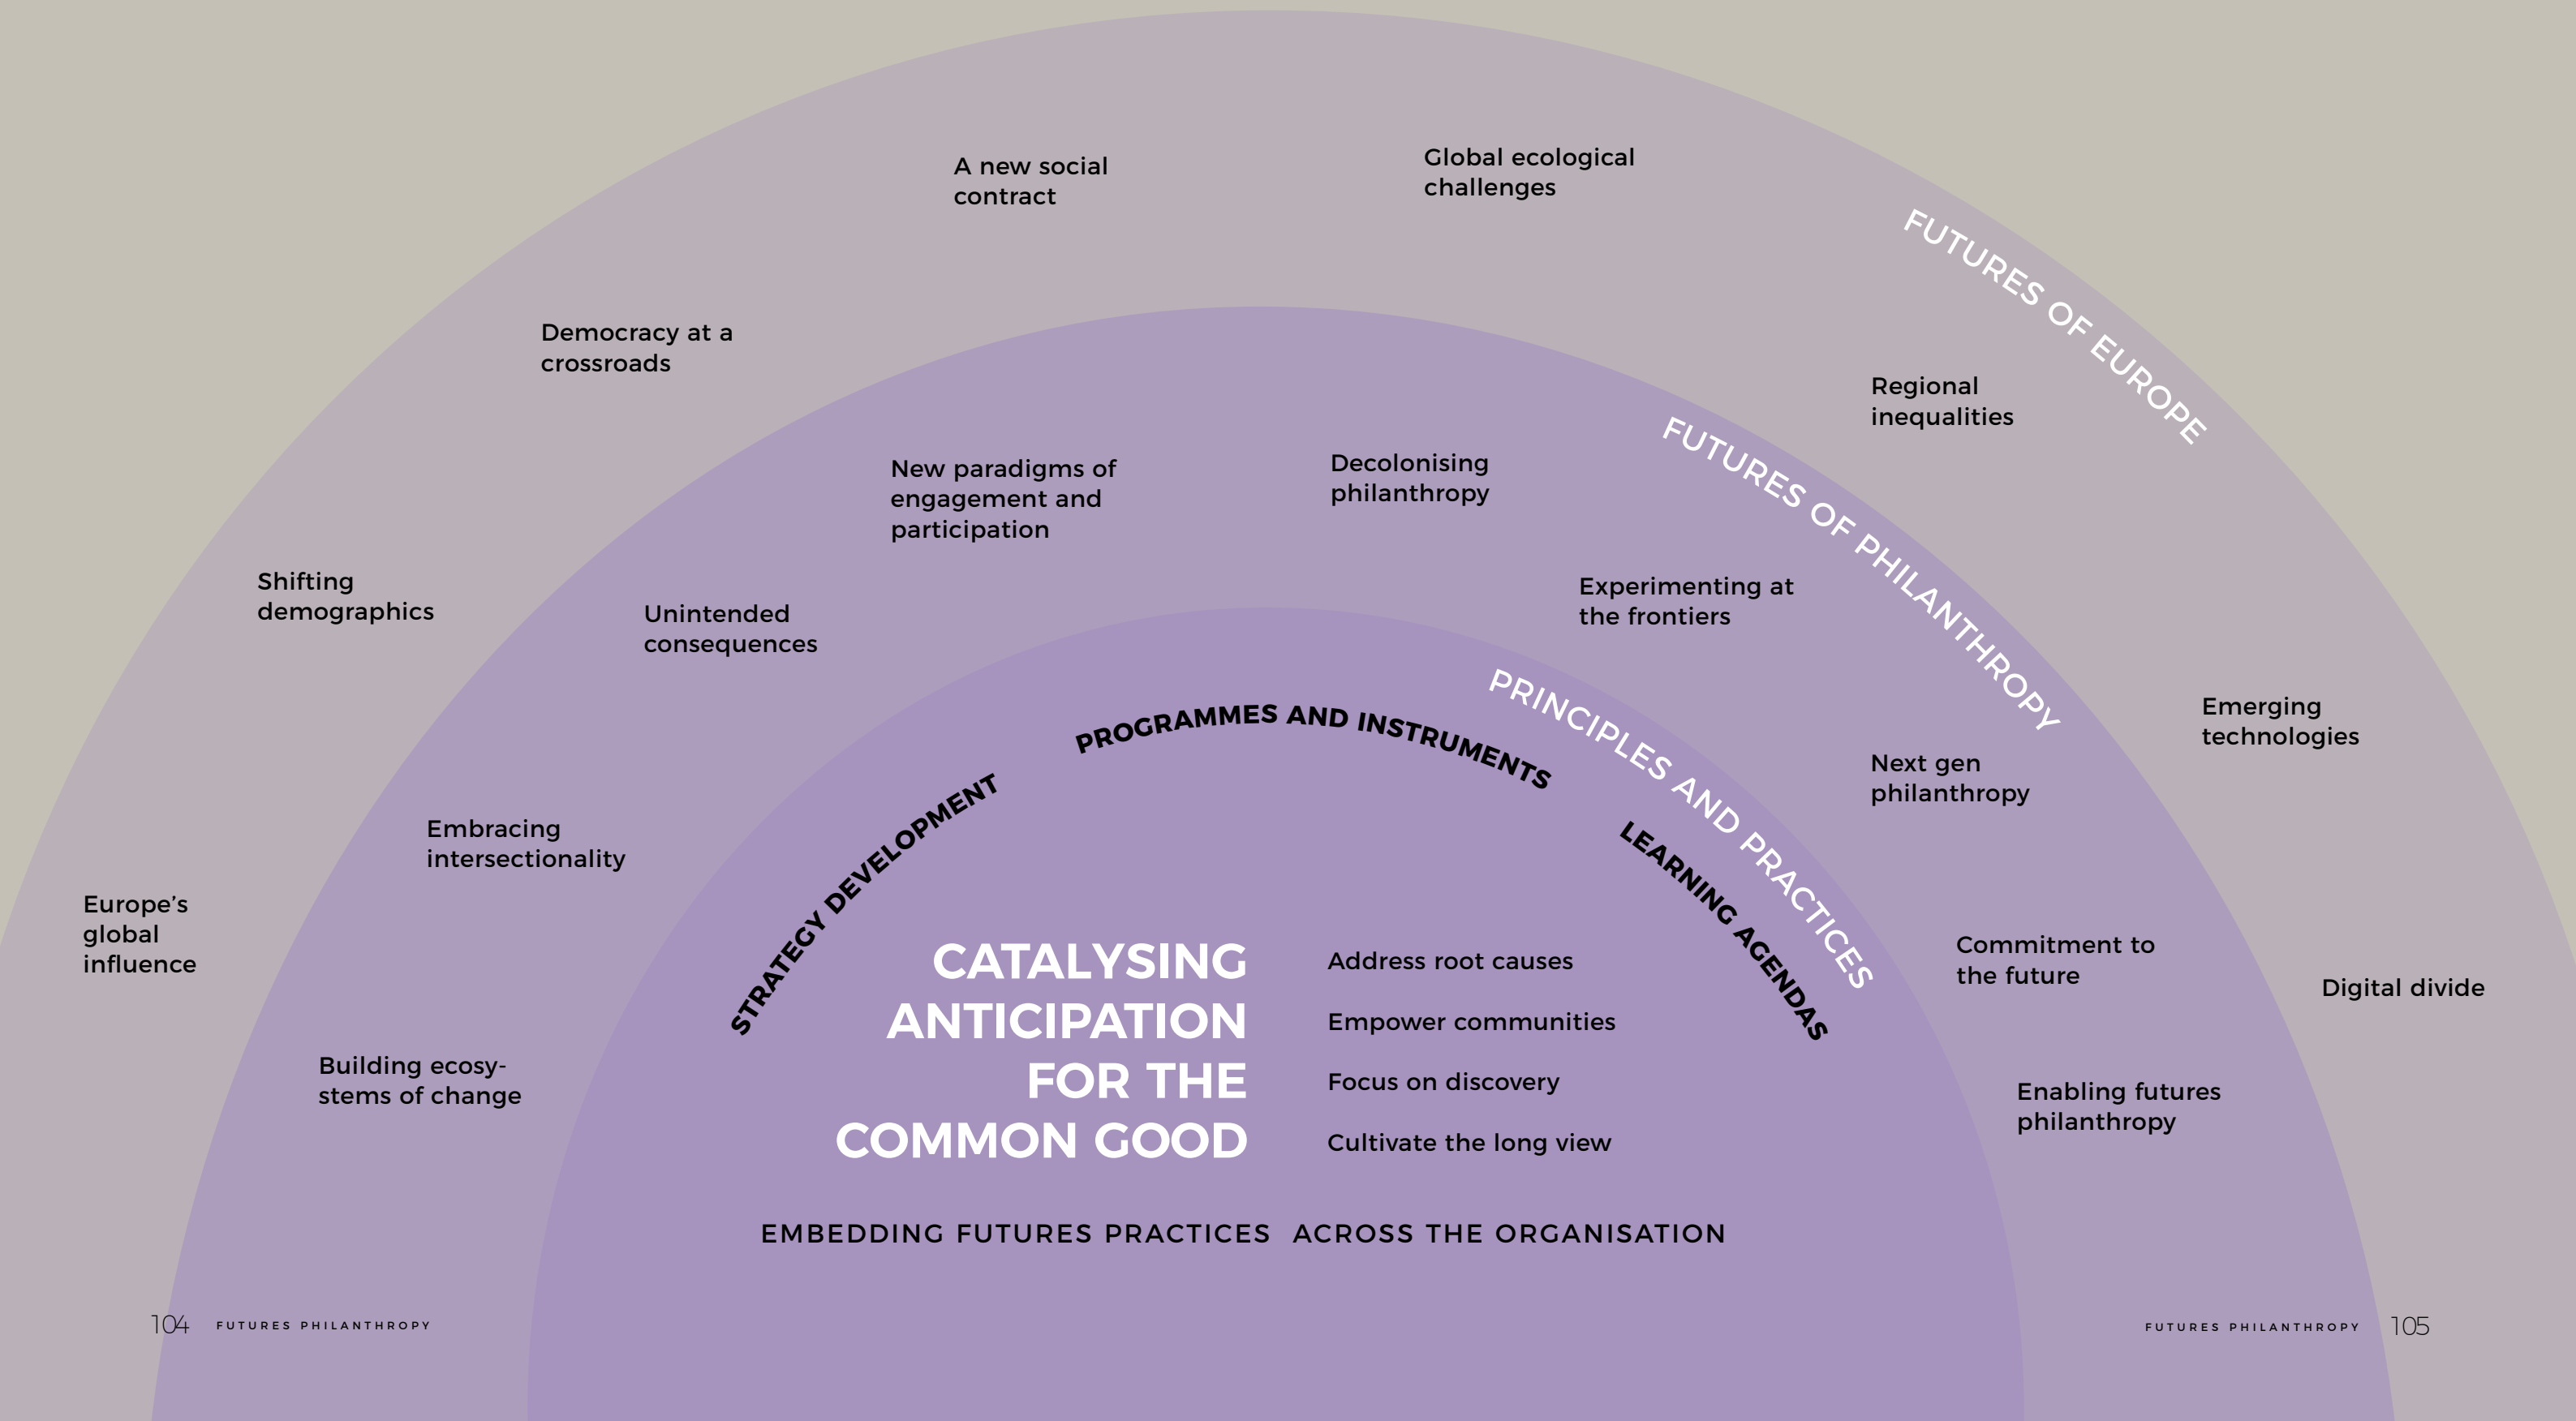 A new social
contract
Global ecological
challenges
FUTURES OF EUROPE
Democracy at a
crossroads
Regional
inequalities
Shifting
demographics
Emerging
technologies
Europe’s
global
influence
Digital divide
FUTURES OF PHILANTHROPY
New paradigms of
engagement and
participation
Decolonising
philanthropy
Experimenting at
the frontiers
Unintended
consequences
Next gen
philanthropy
Embracing
intersectionality
Commitment to
the future
Building ecosy-
stems of change
Enabling futures
philanthropy
PRINCIPLES AND PRACTICES
STRATEGY DEVELOPMENT
PROGRAMMES AND INSTRUMENTS
LEARNING AGENDAS
CATALYSING
ANTICIPATION
FOR THE
COMMON GOOD
Address root causes
Empower communities
Focus on discovery
Cultivate the long view
EMBEDDING FUTURES PRACTICES ACROSS THE ORGANISATION
104 FUTURES PHILANTHROPY
FUTURES PHILANTHROPY 105